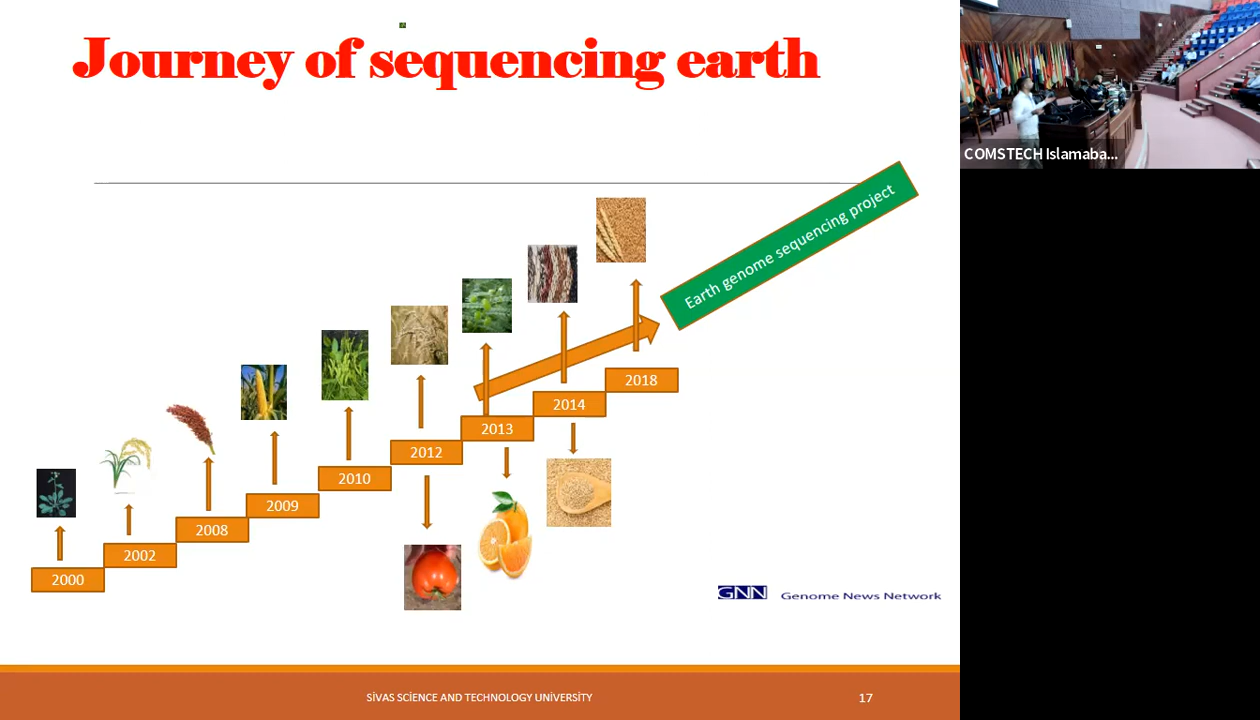 Journey of sequencing earth
COMSTECH Islamaba...
Earth genome sequencing project
2018
2014
2013
2012
2010
2009
2008
2002
2000
GNN Genome News Network
SİVAS SCİENCE AND TECHNOLOGY UNİVERSİTY
17